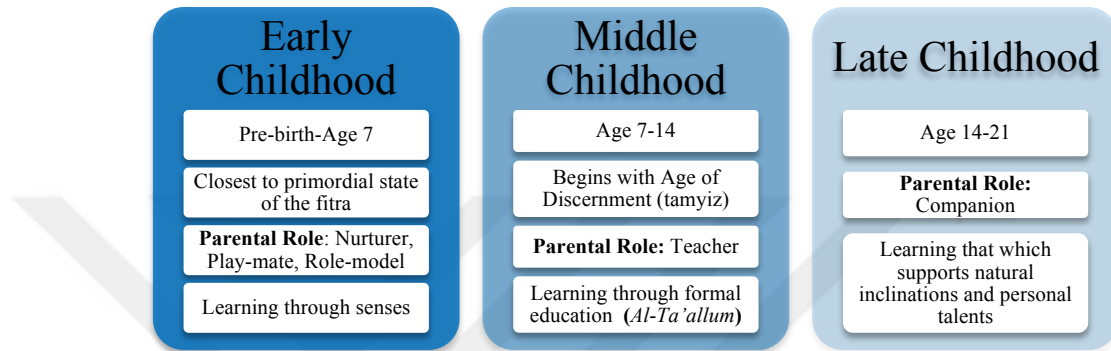 Early
Childhood
Pre-birth-Age 7
Closest to primordial state
of the fitra
Parental Role: Nurturer,
Play-mate, Role-model
Learning through senses
Middle
Childhood
Age 7-14
Begins with Age of
Discernment (tamyiz)
Parental Role: Teacher
Learning through formal
education (Al-Ta’allum)
Late Childhood
Age 14-21
Parental Role:
Companion
Learning that which
supports natural
inclinations and personal
talents